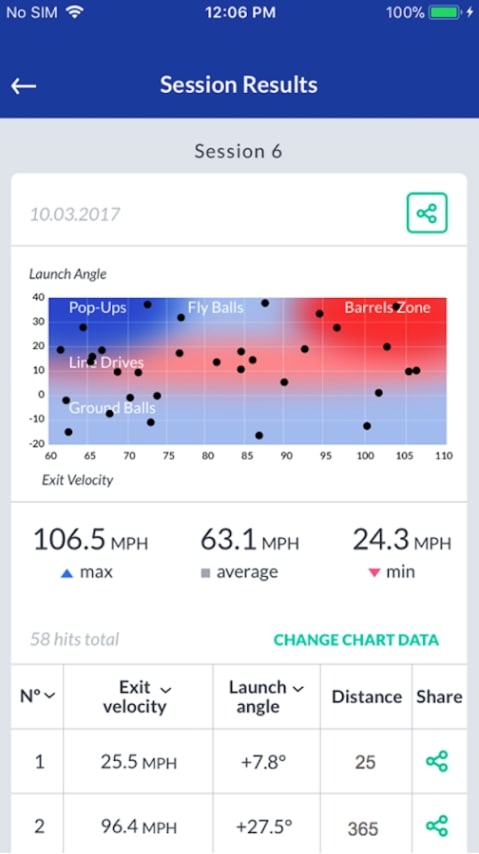 No SIM 12:06 PM 100%
Session Results
Session 6
10.03.2017
Launch Angle
40 Pop-Ups Fly Balls Barrels Zone
30
20
Line Drives
10
0
Ground Balls
-10
-20
60 65 70 75 80 85 90 95 100 105 110
Exit Velocity
106.5 MPH 63.1 MPH 24.3 MPH
max average min
58 hits total CHANGE CHART DATA
Nº Exit velocity Launch angle Distance Share
1 25.5 MPH +7.8° 25
2 96.4 MPH +27.5° 365